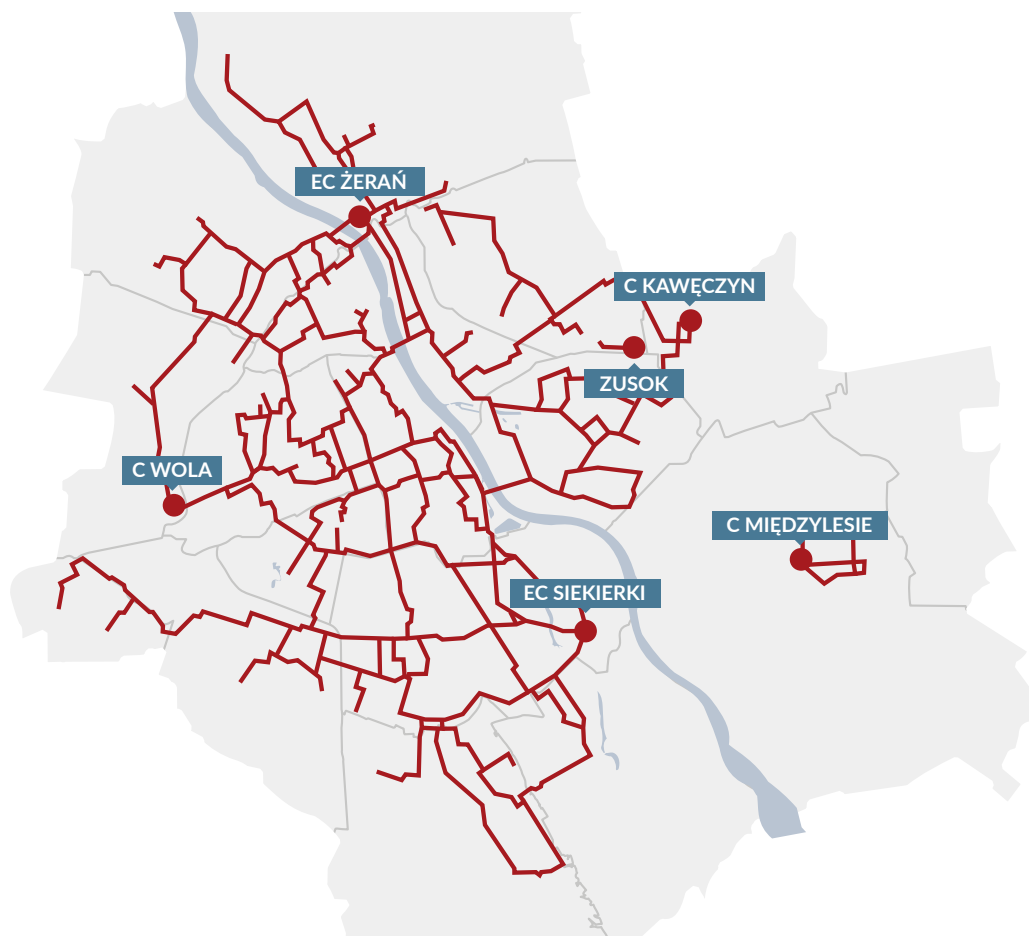 EC ŻERAŃ
C KAWĘCZYN
ZUSOK
C WOLA
C MIĘDZYLESIE
EC SIEKIERKI